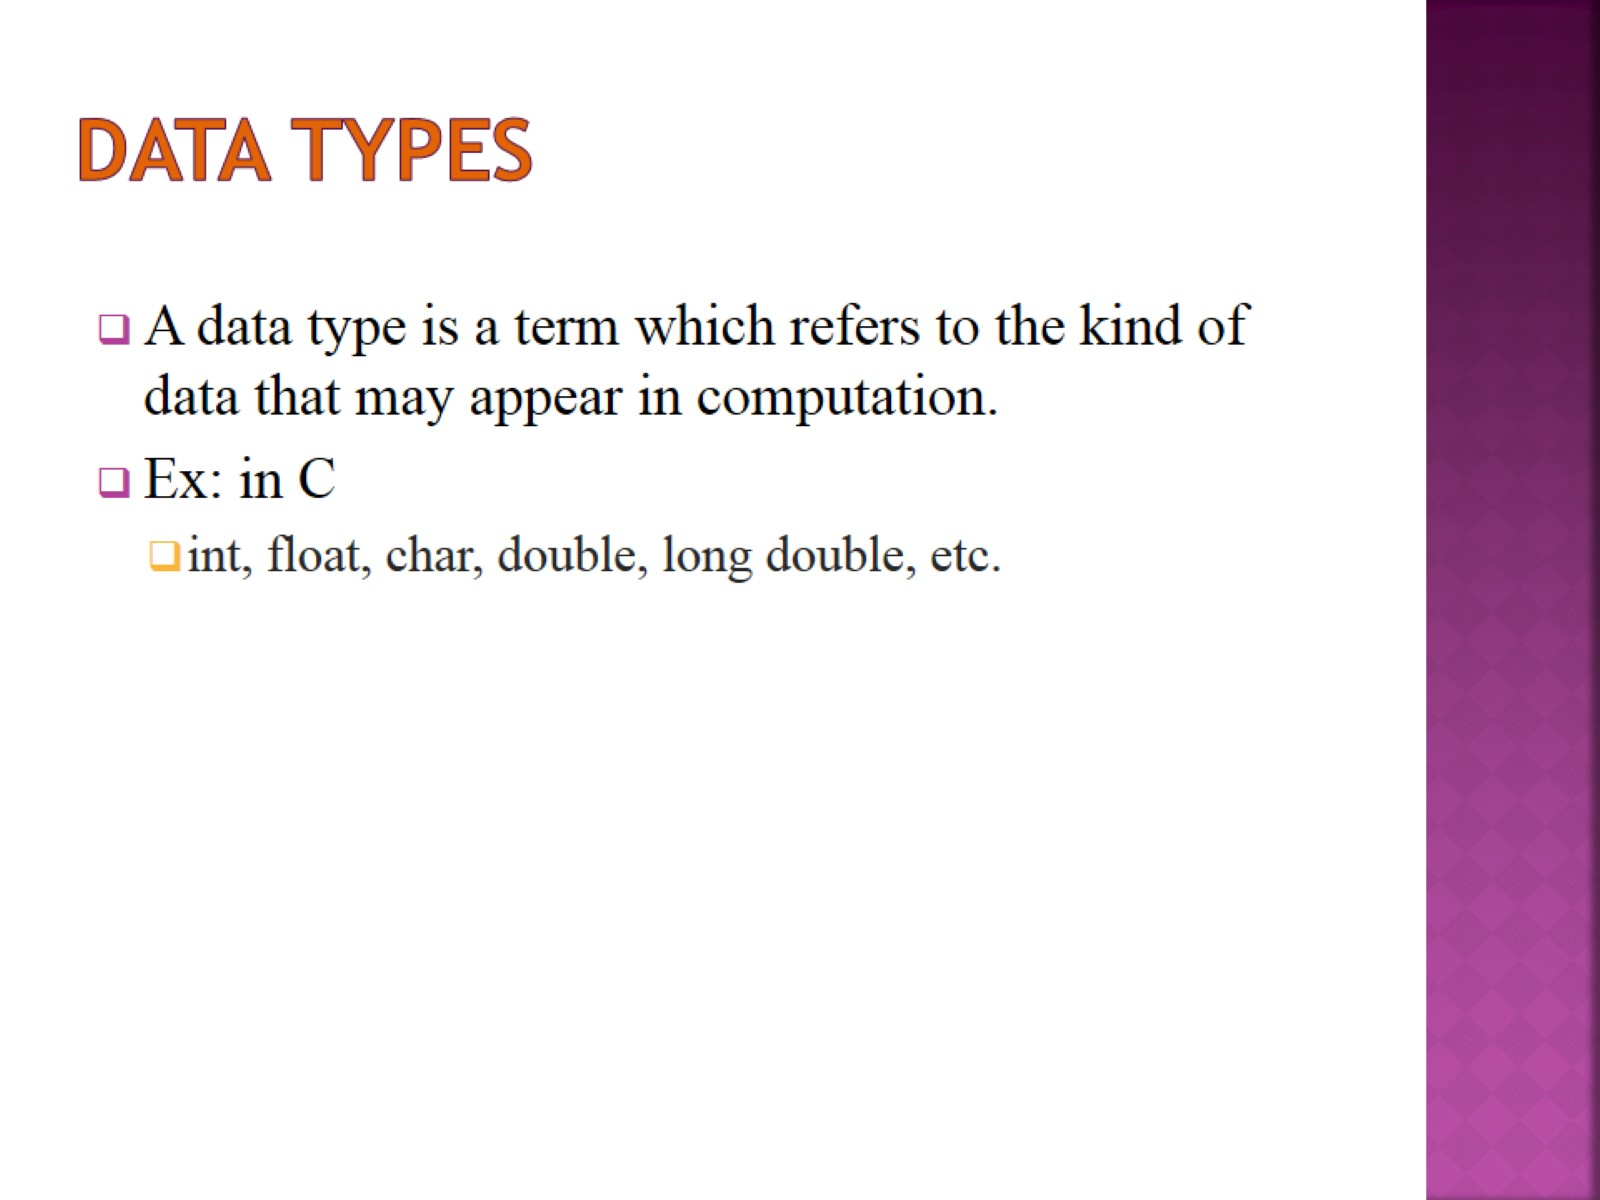 DATA TYPES
A data type is a term which refers to the kind of
data that may appear in computation.
Ex: in C
int, float, char, double, long double, etc.